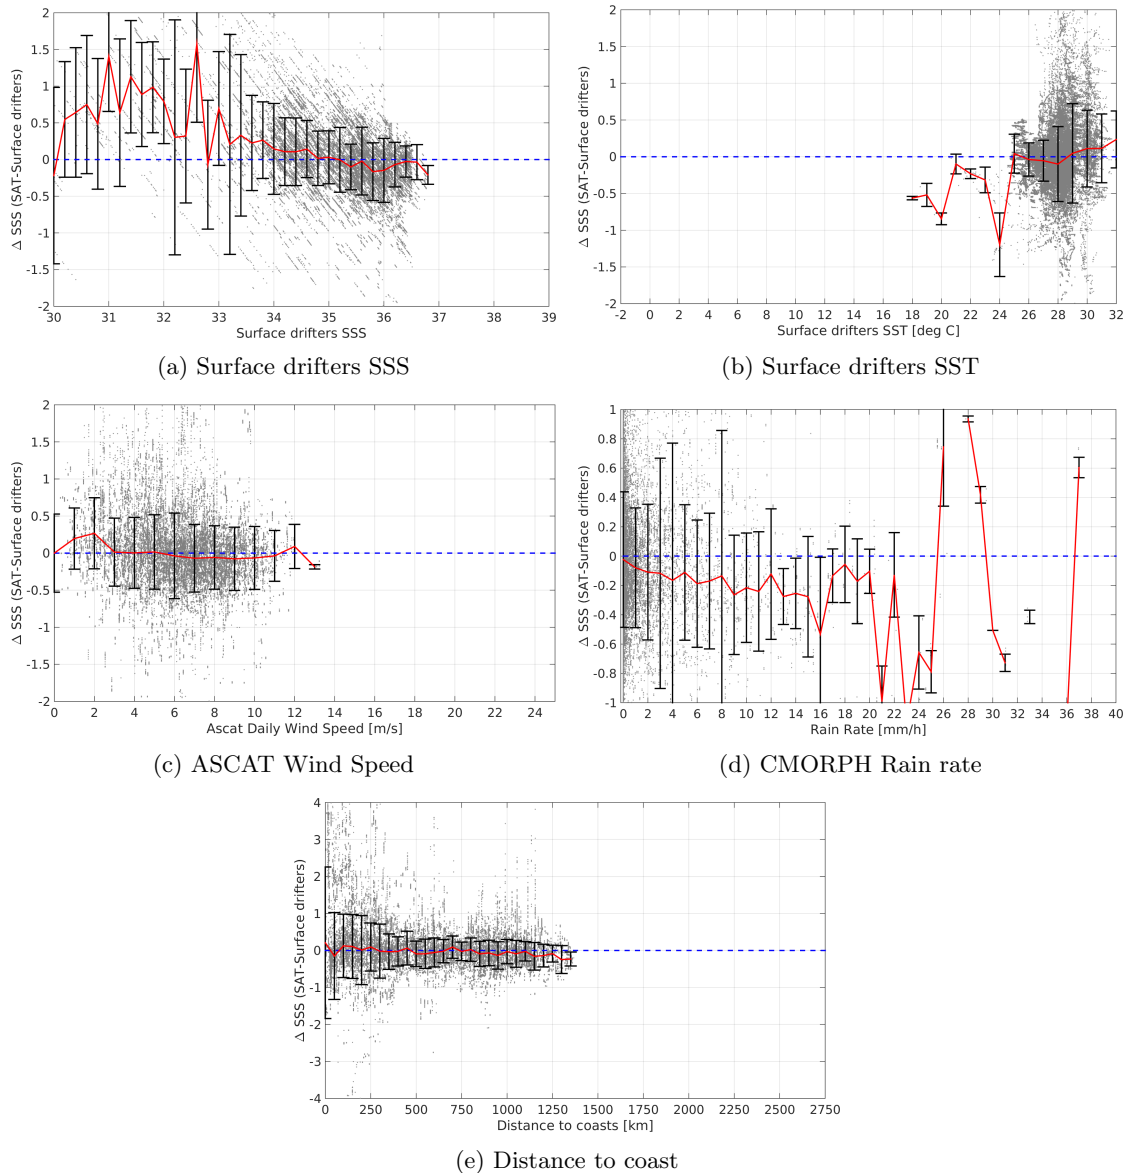 2
1.5
1
0.5
0
-0.5
-1
-1.5
-2
Δ SSS (SAT-Surface drifters)
30 31 32 33 34 35 36 37 38 39
Surface drifters SSS
(a) Surface drifters SSS
2
1.5
1
0.5
0
-0.5
-1
-1.5
-2
Δ SSS (SAT-Surface drifters)
-2 0 2 4 6 8 10 12 14 16 18 20 22 24 26 28 30 32
Surface drifters SST [deg C]
(b) Surface drifters SST
2
1.5
1
0.5
0
-0.5
-1
-1.5
-2
Δ SSS (SAT-Surface drifters)
0 2 4 6 8 10 12 14 16 18 20 22 24
Ascat Daily Wind Speed [m/s]
(c) ASCAT Wind Speed
1
0.8
0.6
0.4
0.2
0
-0.2
-0.4
-0.6
-0.8
-1
Δ SSS (SAT-Surface drifters)
0 2 4 6 8 10 12 14 16 18 20 22 24 26 28 30 32 34 36 38 40
Rain Rate [mm/h]
(d) CMORPH Rain rate
4
3
2
1
0
-1
-2
-3
-4
Δ SSS (SAT-Surface drifters)
0 250 500 750 1000 1250 1500 1750 2000 2250 2500 2750
Distance to coasts [km]
(e) Distance to coast